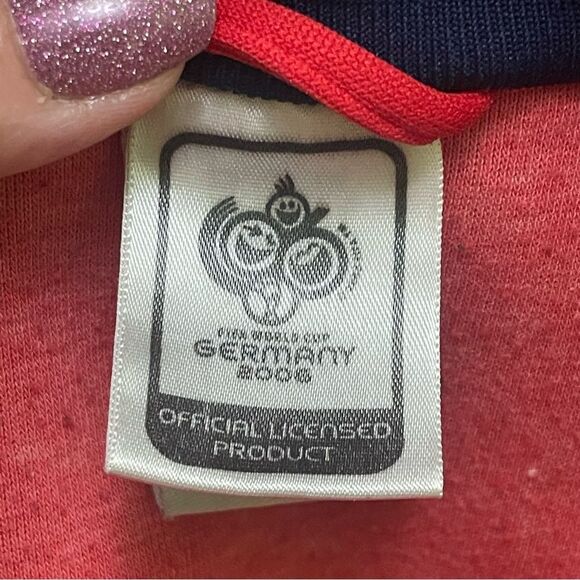 FIFA WORLD CUP
GERMANY
2006
OFFICIAL LICENSED
PRODUCT